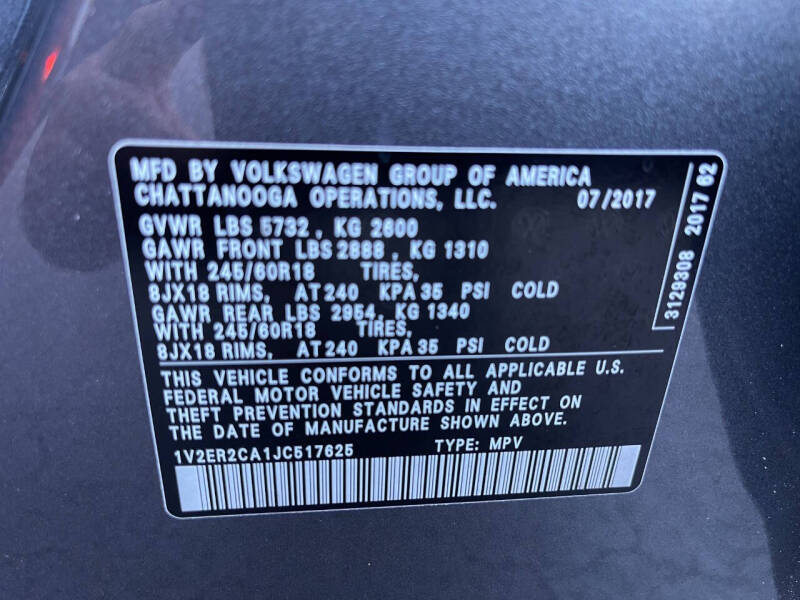 MFD BY VOLKSWAGEN GROUP OF AMERICA
CHATTANOOGA OPERATIONS, LLC. 07/2017
GVWR LBS 5732 , KG 2600
GAWR FRONT LBS 2888 , KG 1310
WITH 245/60R18 TIRES,
8JX18 RIMS, AT 240 KPA 35 PSI COLD
GAWR REAR LBS 2954, KG 1340
WITH 245/60R18 TIRES,
8JX18 RIMS, AT 240 KPA 35 PSI COLD
THIS VEHICLE CONFORMS TO ALL APPLICABLE U.S.
FEDERAL MOTOR VEHICLE SAFETY AND
THEFT PREVENTION STANDARDS IN EFFECT ON
THE DATE OF MANUFACTURE SHOWN ABOVE.
1V2ER2CA1JC517625 TYPE: MPV
3129308 2017 62